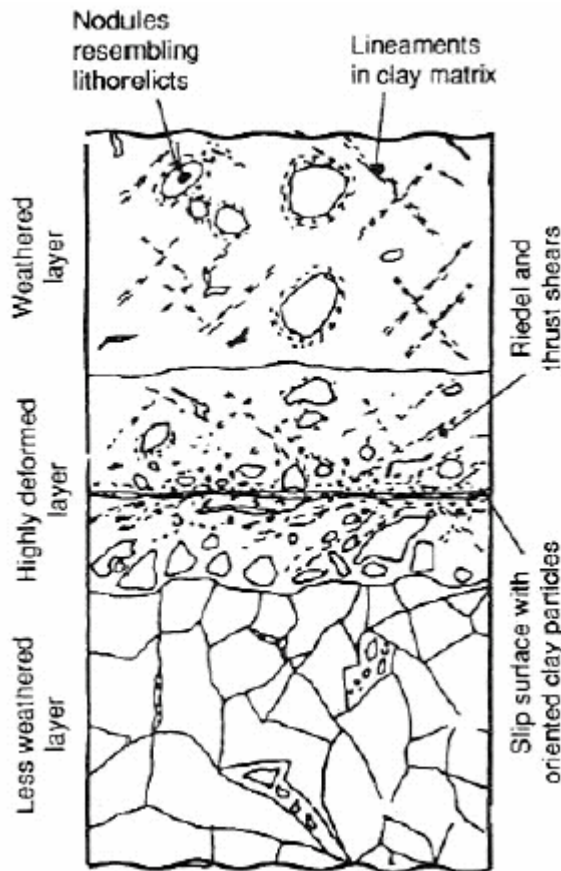 Nodules
resembling
lithorelicts
Lineaments
in clay matrix
Weathered
layer
Highly deformed
layer
Less weathered
layer
Riedel and
thrust shears
Slip surface with
oriented clay particles